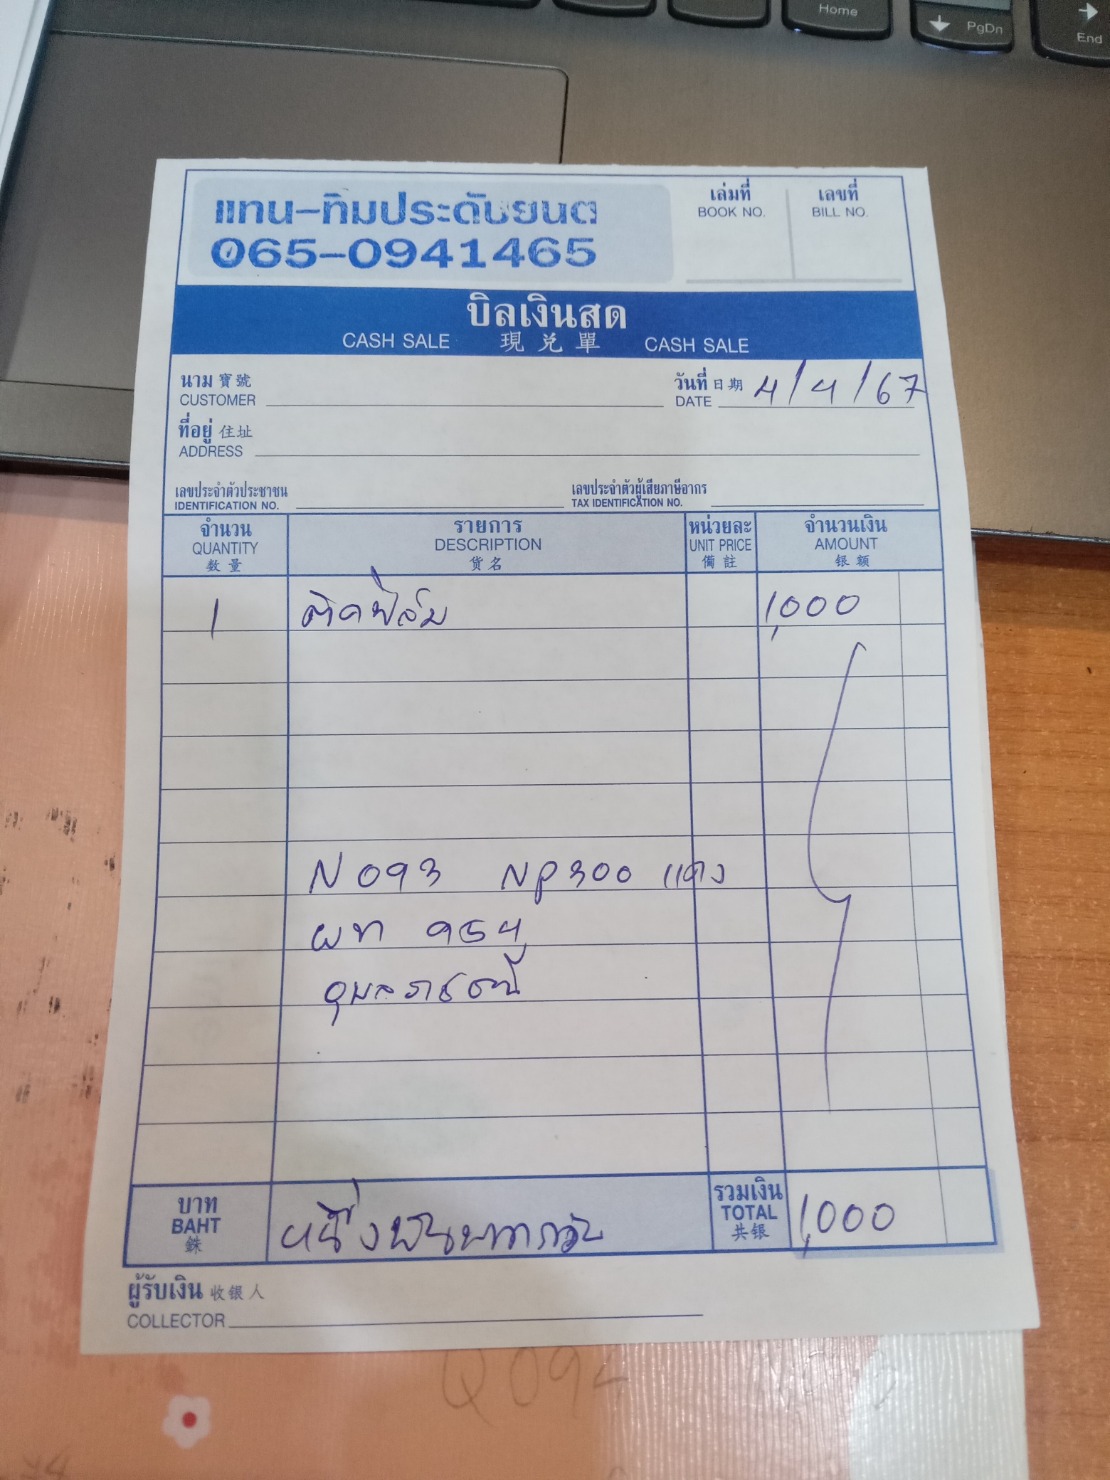 Home
PgDn
End
แทน-ทิมประดับยนต์
065-0941465
เล่มที่
BOOK NO.
เลขที่
BILL NO.
บิลเงินสด
CASH SALE 現兑單 CASH SALE
นาม 寶號
CUSTOMER
วันที่ 日期
DATE 4/4/67
ที่อยู่ 住址
ADDRESS
เลขประจำตัวประชาชน
IDENTIFICATION NO.
เลขประจำตัวผู้เสียภาษีอากร
TAX IDENTIFICATION NO.
จำนวน รายการ หน่วยละ จำนวนเงิน
QUANTITY DESCRIPTION UNIT PRICE AMOUNT
数量 货名 備註 银额
1 ติดฟิล์ม 1,000
N 093 NP300 แดง
ผท 954
อุบลราชธานี
บาท
BAHT
銖
หนึ่งพันบาทถ้วน
รวมเงิน
TOTAL
共银
1,000
ผู้รับเงิน 收银人
COLLECTOR